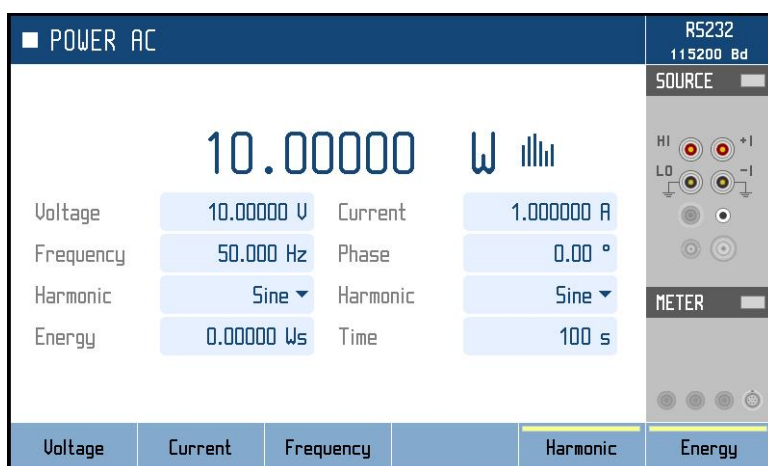 POWER AC
RS232
115200 Bd
SOURCE
10.00000 W
HI +I
LO -I
Voltage 10.00000 V Current 1.000000 A
Frequency 50.000 Hz Phase 0.00 °
Harmonic Sine Harmonic Sine
Energy 0.00000 Ws Time 100 s
METER
Voltage Current Frequency Harmonic Energy